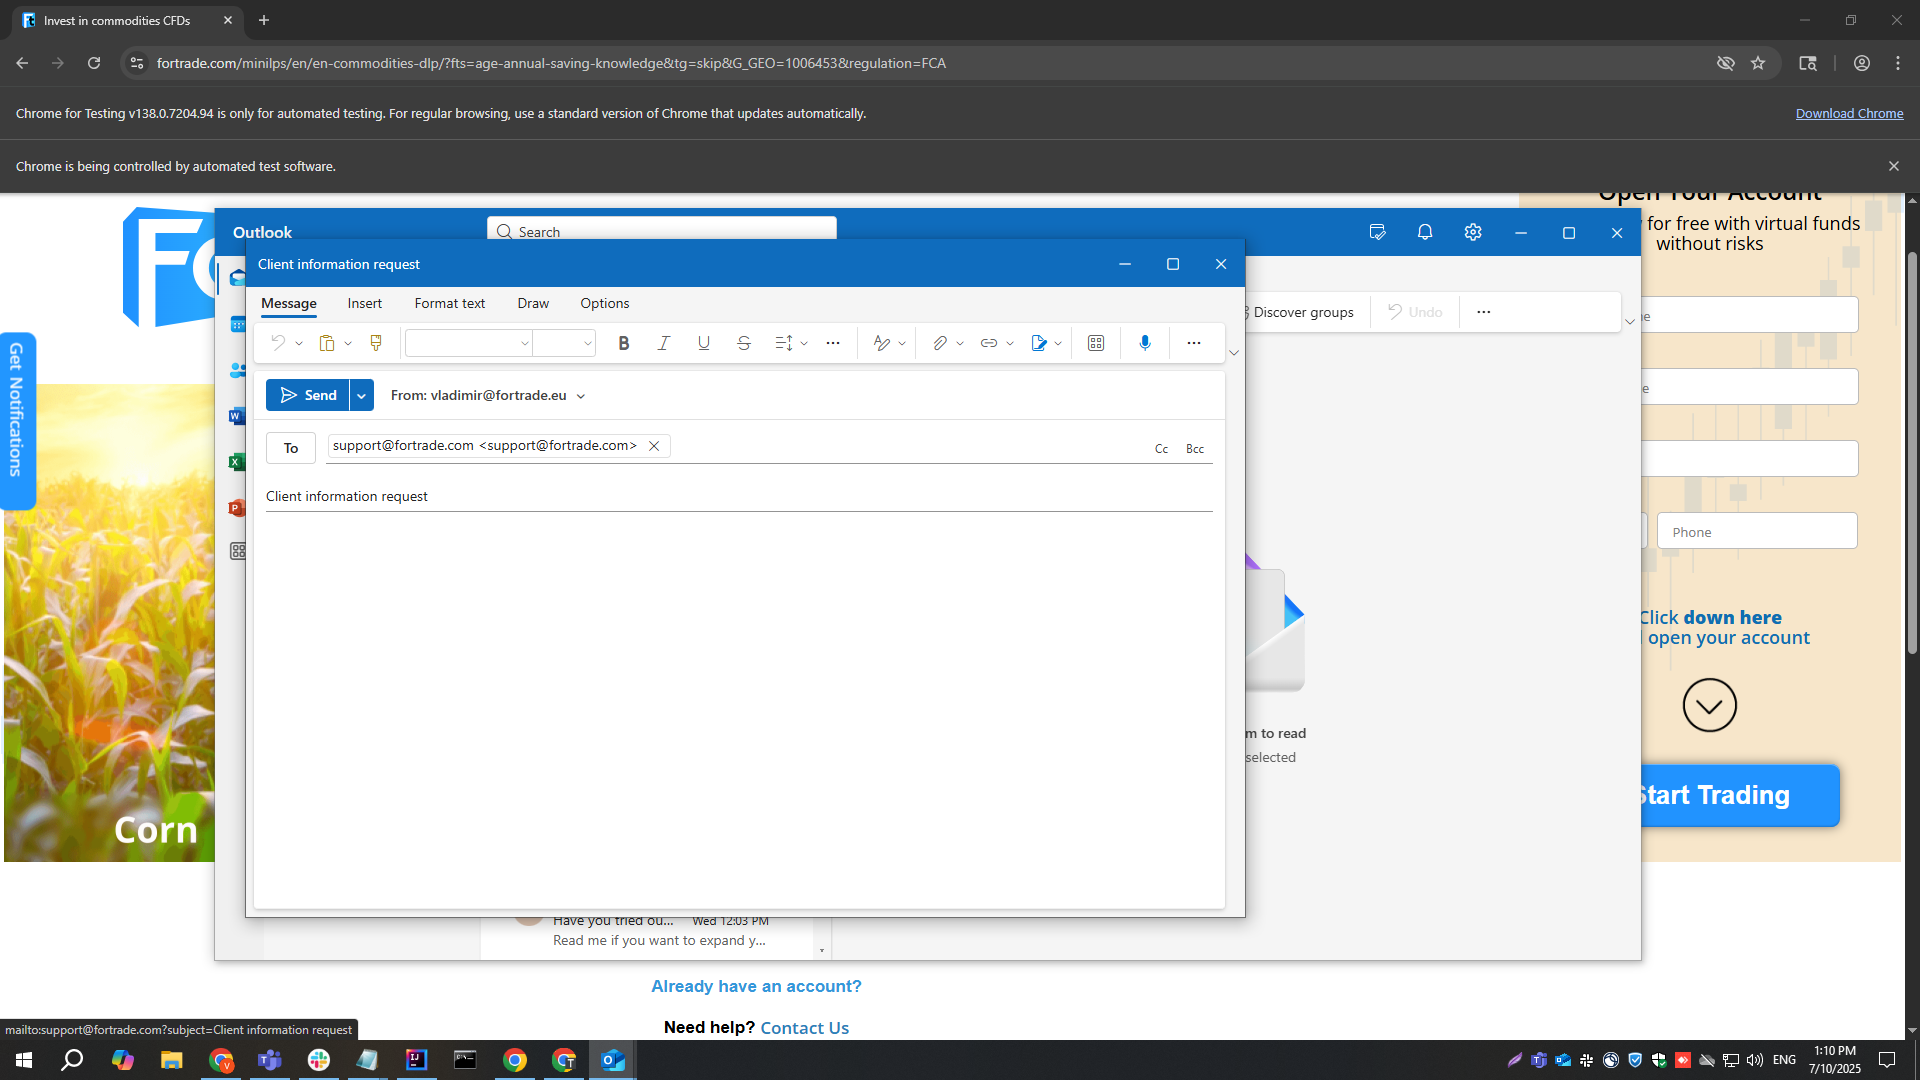 Invest in commodities CFDs
fortrade.com/minilps/en/en-commodities-dlp/?fts=age-annual-saving-knowledge&tg=skip&G_GEO=1006453&regulation=FCA
Chrome for Testing v138.0.7204.94 is only for automated testing. For regular browsing, use a standard version of Chrome that updates automatically.
Download Chrome
Chrome is being controlled by automated test software.
Open Your Account
for free with virtual funds
without risks
Get Notifications
Outlook
Search
Client information request
Message Insert Format text Draw Options
Discover groups Undo
Send From: vladimir@fortrade.eu
To support@fortrade.com <support@fortrade.com> Cc Bcc
Client information request
Phone
Click down here
open your account
m to read
selected
Start Trading
Corn
Have you tried ou... Wed 12:03 PM
Read me if you want to expand y...
Already have an account?
Need help? Contact Us
mailto:support@fortrade.com?subject=Client information request
ENG
1:10 PM
7/10/2025